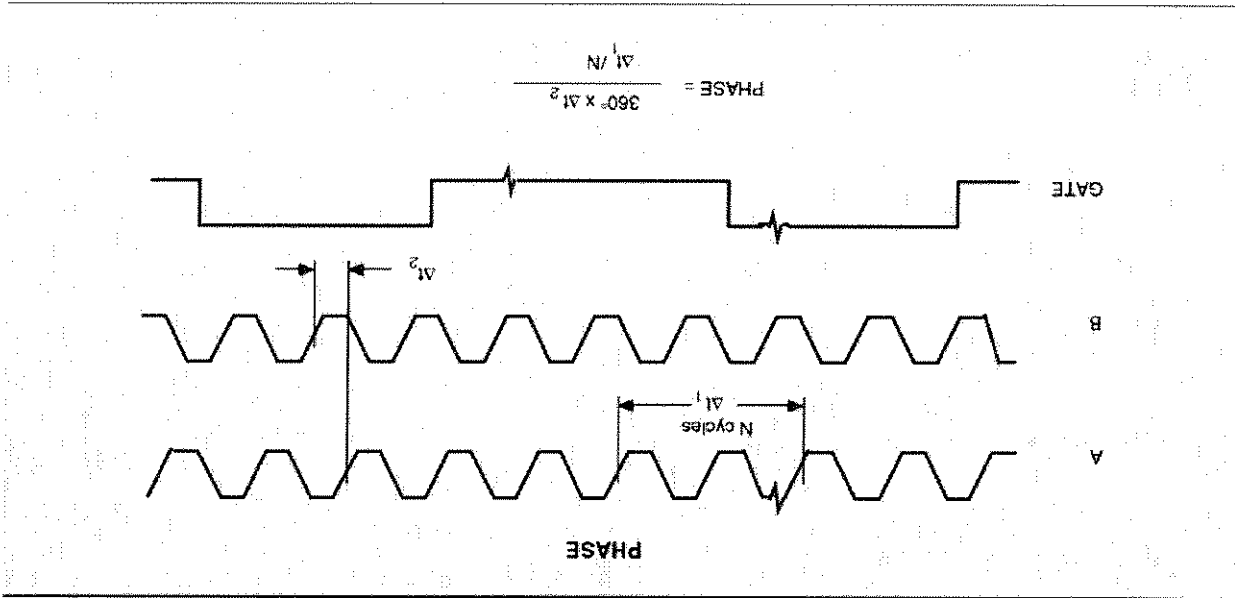 PHASE
A
N cycles
Δt₁
B
Δt₂
GATE
PHASE = 360° x Δt₂
Δt₁ / N